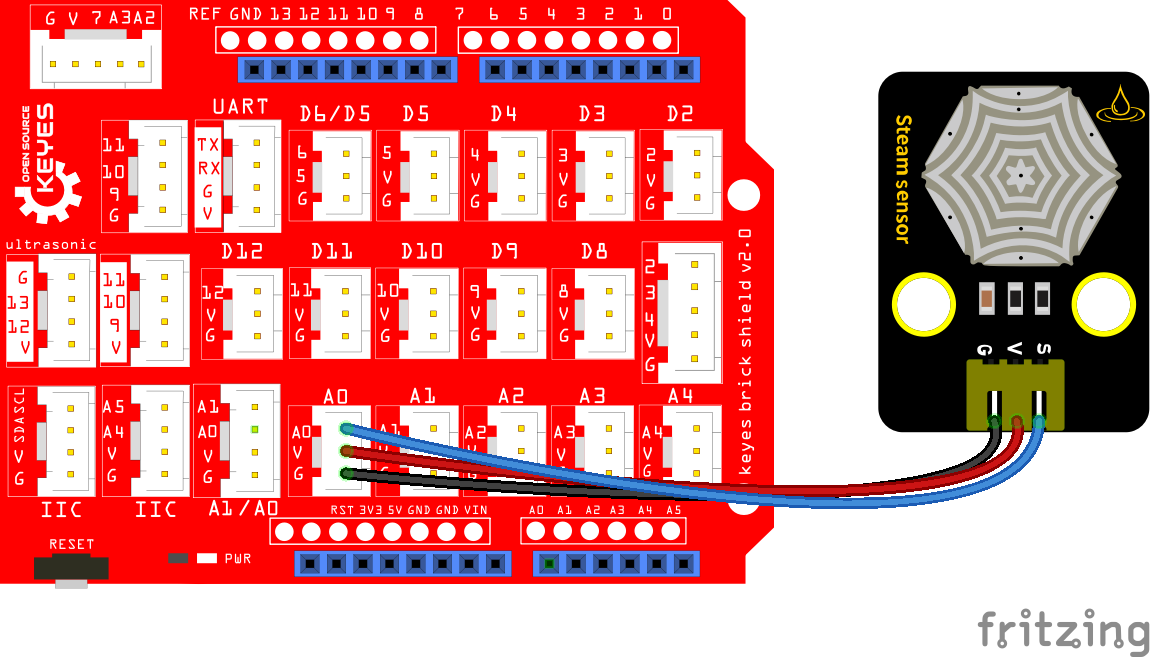 G V 7 A3 A2
REF GND 13 12 11 10 9 8
7 6 5 4 3 2 1 0
OPEN SOURCE
KEYES
UART
D6/D5
D5
D4
D3
D2
11
10
9
G
TX
RX
G
V
6
5
G
5
V
G
4
V
G
3
V
G
2
V
G
ultrasonic
D12
D11
D10
D9
D8
G
13
12
V
11
10
9
V
12
V
G
11
V
G
10
V
G
9
V
G
8
V
G
2
3
4
V
G
keyes brick shield v2.0
A0
A1
A2
A3
A4
SCL
SDA
V
G
A5
A4
V
G
A1
A0
V
G
A0
V
G
A1
A2
V
G
A3
V
G
A4
V
G
IIC
IIC
A1/A0
RST 3V3 5V GND GND VIN
A0 A1 A2 A3 A4 A5
RESET
PWR
Steam sensor
G V S
fritzing